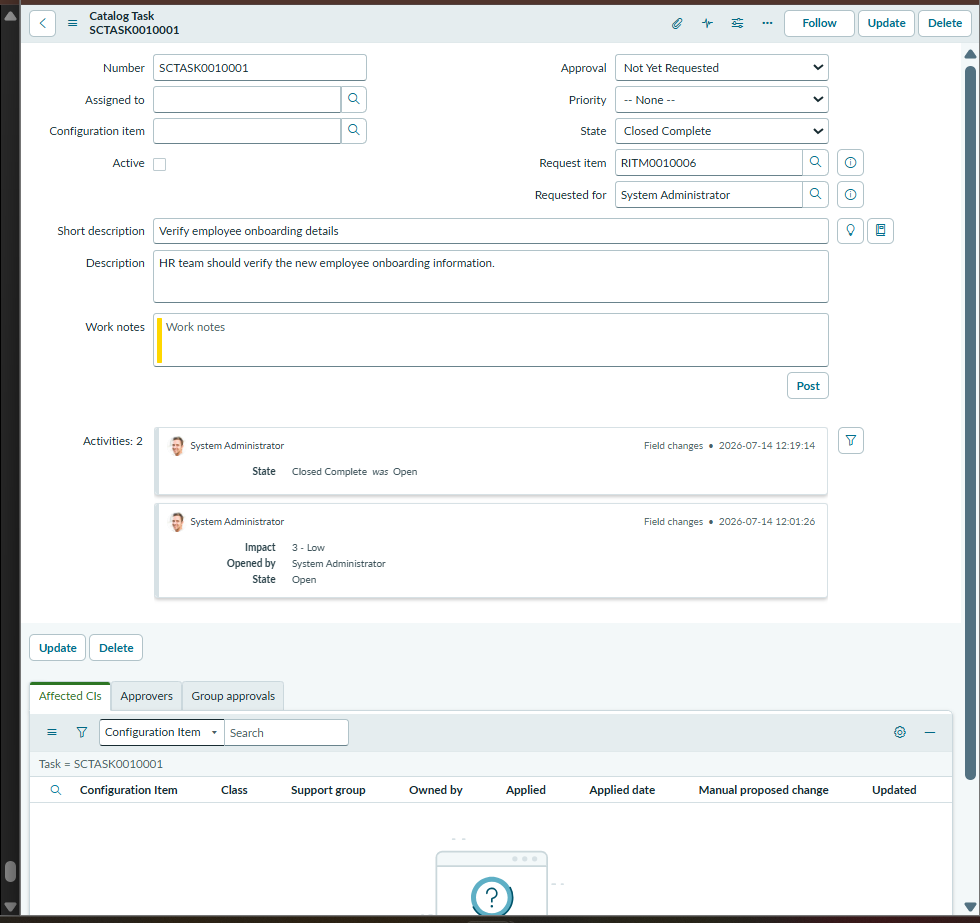 Catalog Task
SCTASK0010001
Follow Update Delete
Number SCTASK0010001 Approval Not Yet Requested
Assigned to Priority -- None --
Configuration item State Closed Complete
Active Request item RITM0010006
Requested for System Administrator
Short description Verify employee onboarding details
Description HR team should verify the new employee onboarding information.
Work notes Work notes
Post
Activities: 2 System Administrator Field changes • 2026-07-14 12:19:14
State Closed Complete was Open
System Administrator Field changes • 2026-07-14 12:01:26
Impact 3 - Low
Opened by System Administrator
State Open
Update Delete
Affected CIs Approvers Group approvals
Configuration Item Search
Task = SCTASK0010001
Configuration Item Class Support group Owned by Applied Applied date Manual proposed change Updated
?